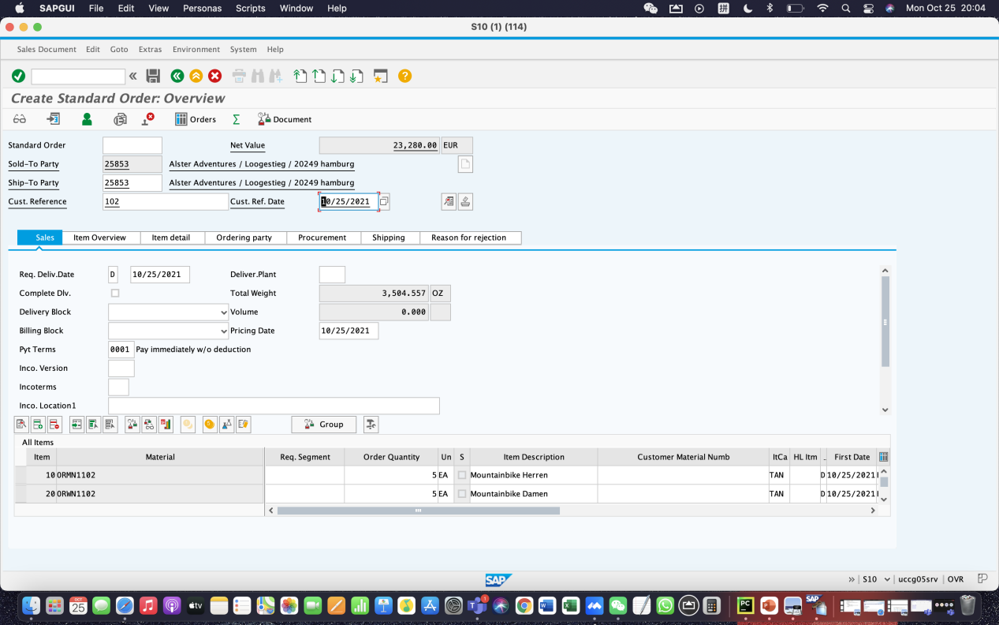 SAPGUI File Edit View Personas Scripts Window Help Mon Oct 25 20:04
S10 (1) (114)
Sales Document Edit Goto Extras Environment System Help
Create Standard Order: Overview
Orders Document
Standard Order Net Value 23,280.00 EUR
Sold-To Party 25853 Alster Adventures / Loogestieg / 20249 hamburg
Ship-To Party 25853 Alster Adventures / Loogestieg / 20249 hamburg
Cust. Reference 102 Cust. Ref. Date 10/25/2021
Sales Item Overview Item detail Ordering party Procurement Shipping Reason for rejection
Req. Deliv.Date D 10/25/2021 Deliver.Plant
Complete Dlv. Total Weight 3,504.557 OZ
Delivery Block Volume 0.000
Billing Block Pricing Date 10/25/2021
Pyt Terms 0001 Pay immediately w/o deduction
Inco. Version
Incoterms
Inco. Location1
Group
All Items
Item Material Req. Segment Order Quantity Un S Item Description Customer Material Numb ItCa HL Itm .. First Date
10 ORMN1102 5 EA Mountainbike Herren TAN D 10/25/2021
20 ORWN1102 5 EA Mountainbike Damen TAN D 10/25/2021
SAP S10 uccg05srv OVR
OCT
25
tv
1
PC
SAP